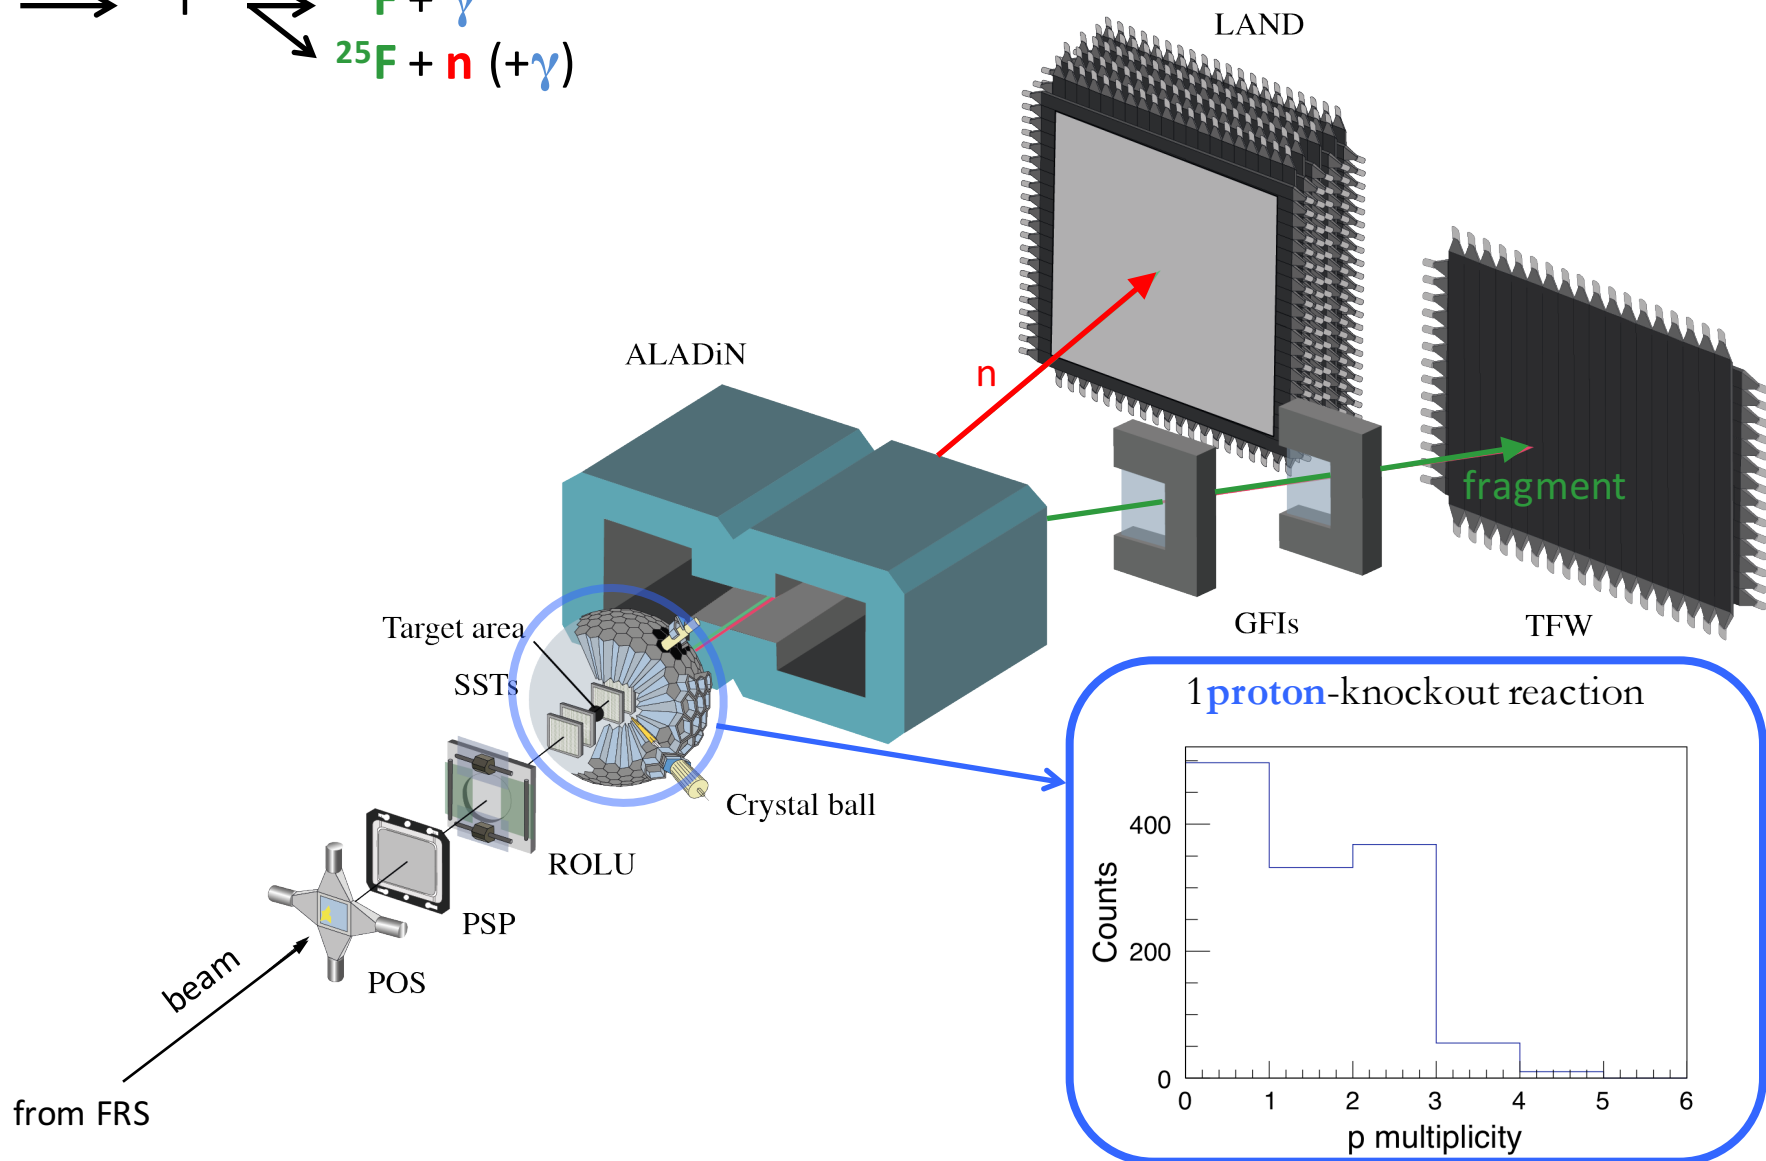 F + γ
²⁵F + n (+γ)
LAND
ALADiN
n
fragment
GFIs
TFW
Target area
SSTs
Crystal ball
ROLU
PSP
POS
beam
from FRS
1proton-knockout reaction
Counts
400
200
0
0 1 2 3 4 5 6
p multiplicity